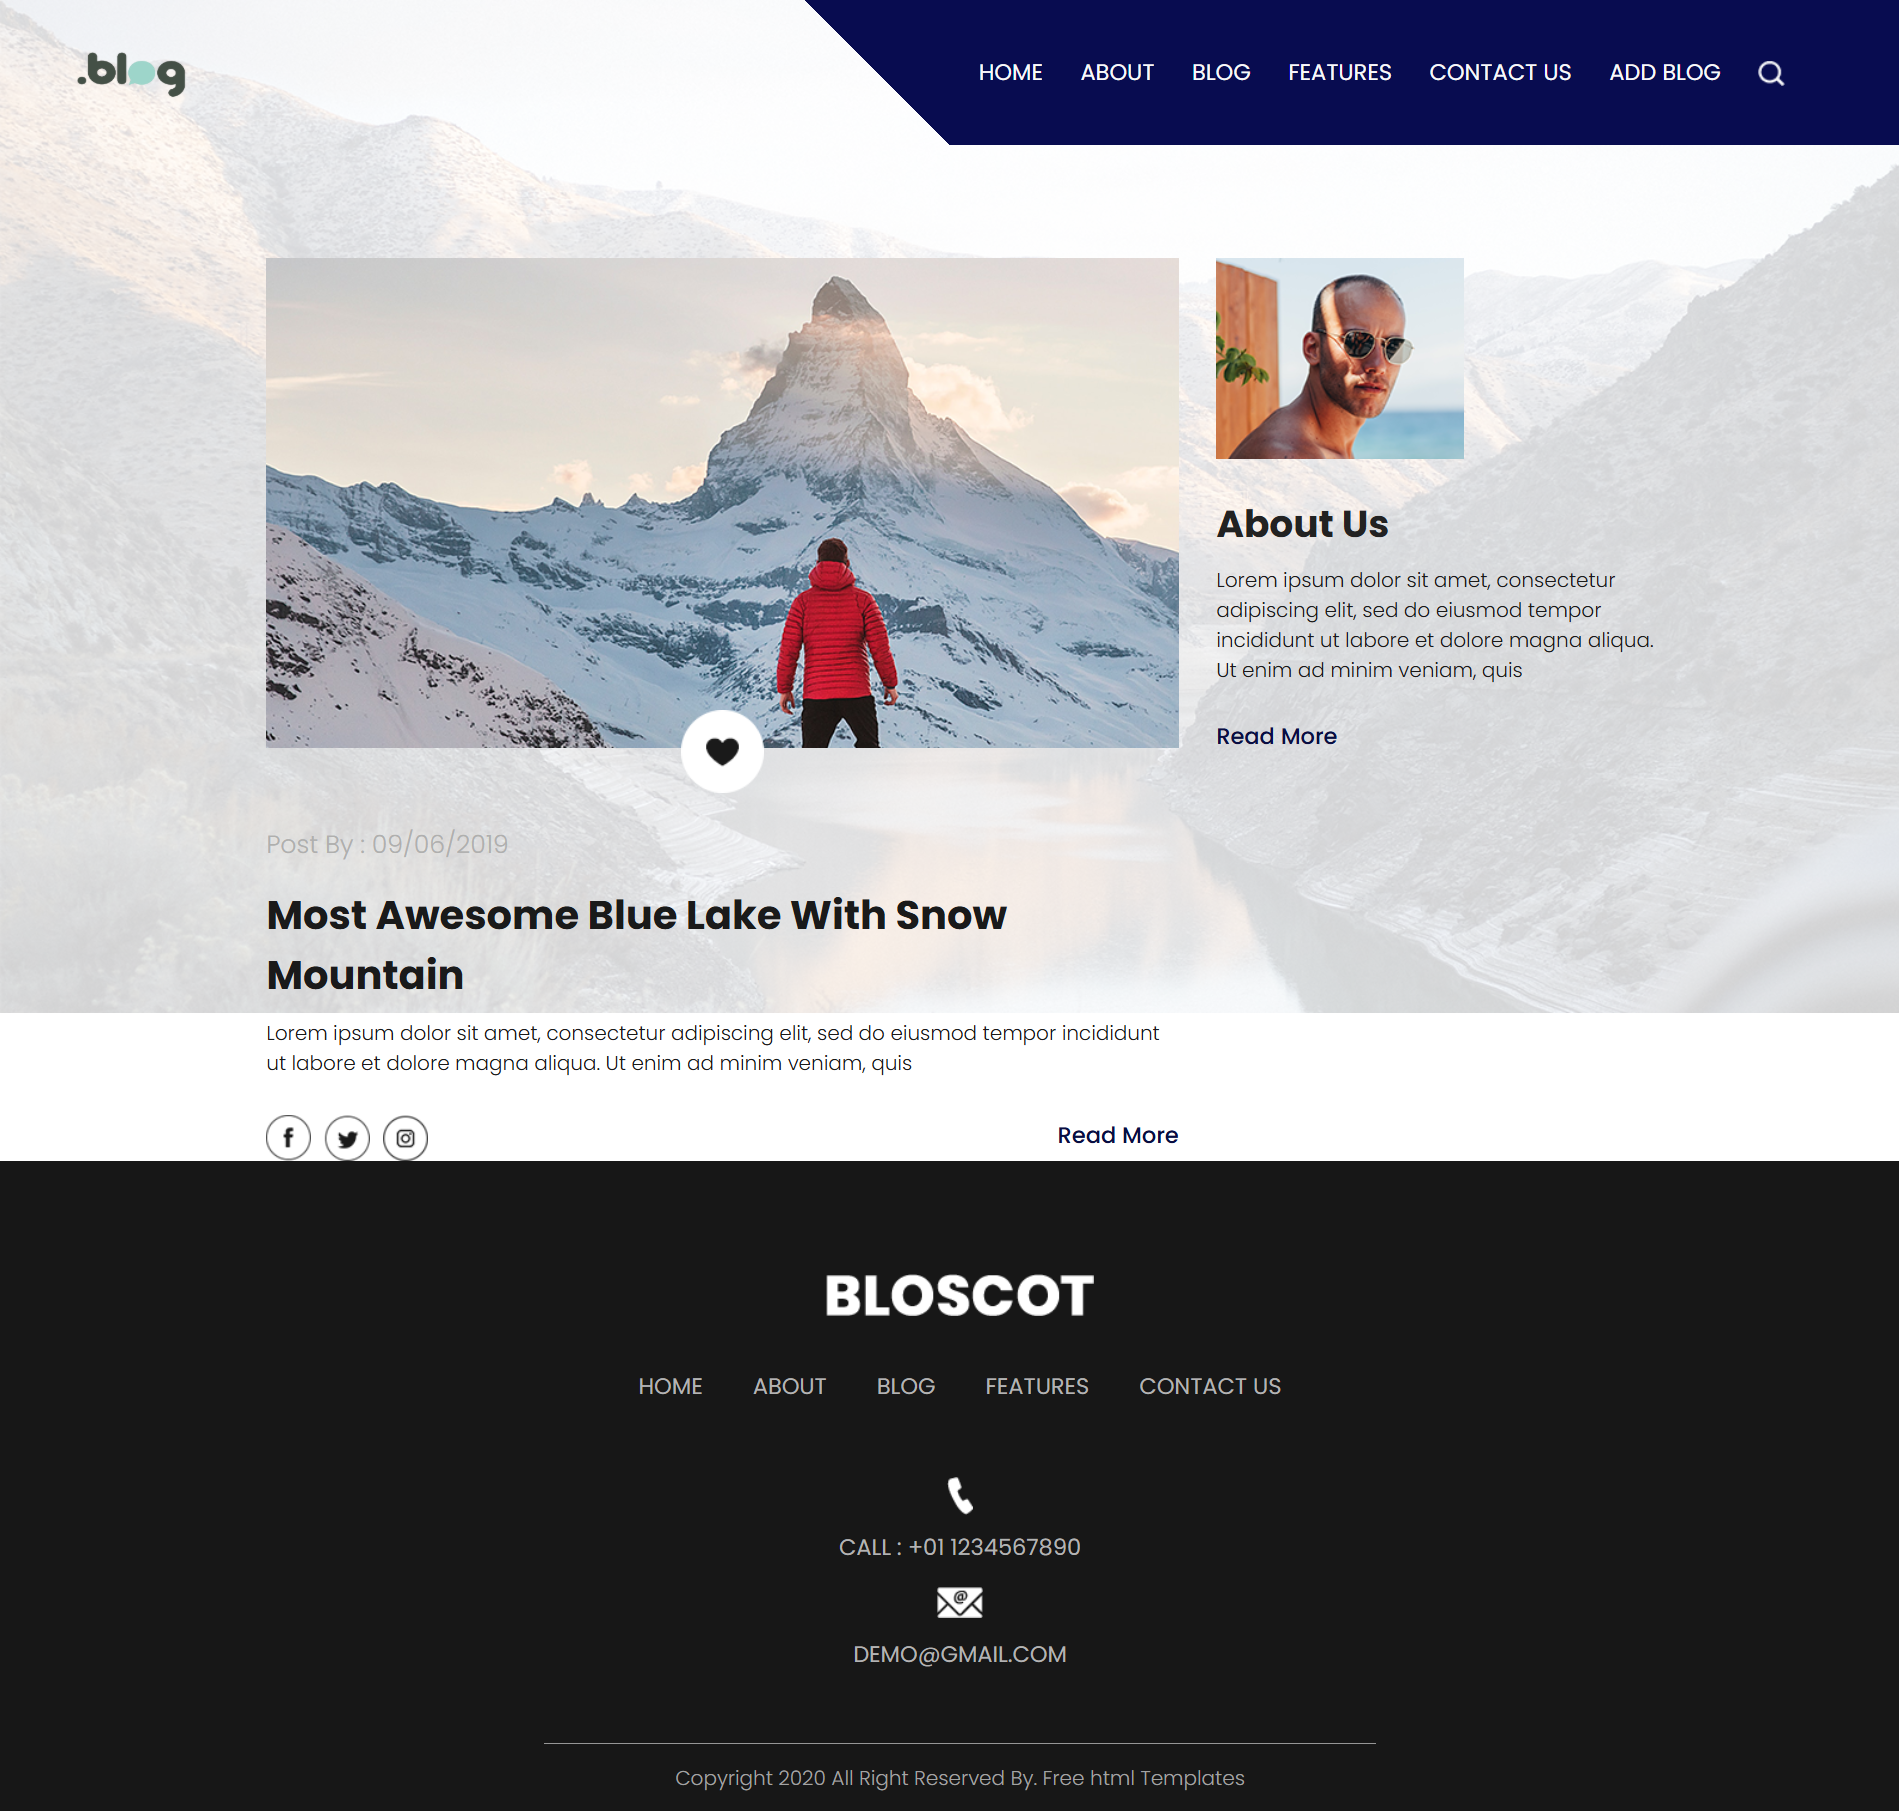 .blog
HOME ABOUT BLOG FEATURES CONTACT US ADD BLOG
About Us
Lorem ipsum dolor sit amet, consectetur
adipiscing elit, sed do eiusmod tempor
incididunt ut labore et dolore magna aliqua.
Ut enim ad minim veniam, quis
Read More
Post By : 09/06/2019
Most Awesome Blue Lake With Snow
Mountain
Lorem ipsum dolor sit amet, consectetur adipiscing elit, sed do eiusmod tempor incididunt
ut labore et dolore magna aliqua. Ut enim ad minim veniam, quis
Read More
BLOSCOT
HOME ABOUT BLOG FEATURES CONTACT US
CALL : +01 1234567890
DEMO@GMAIL.COM
Copyright 2020 All Right Reserved By. Free html Templates